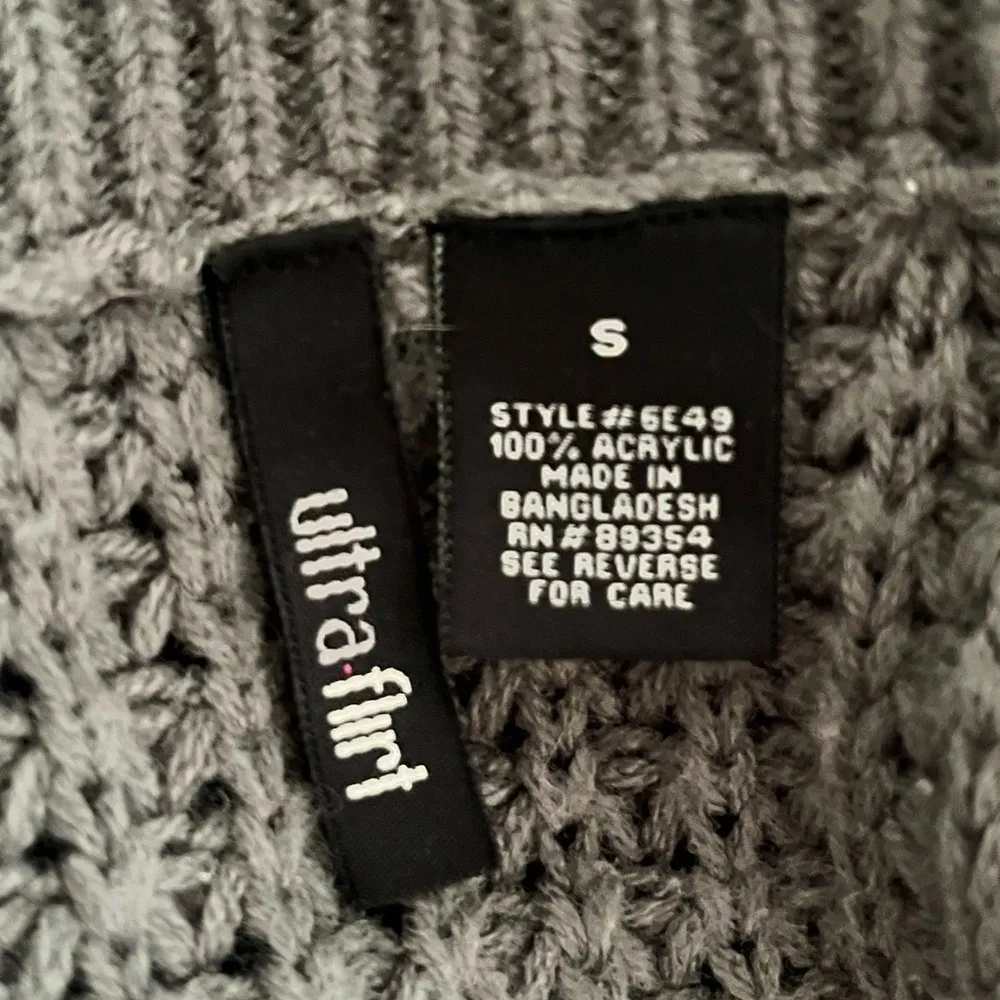 ultra·flirt
S
STYLE # 6E49
100% ACRYLIC
MADE IN
BANGLADESH
RN # 89354
SEE REVERSE
FOR CARE